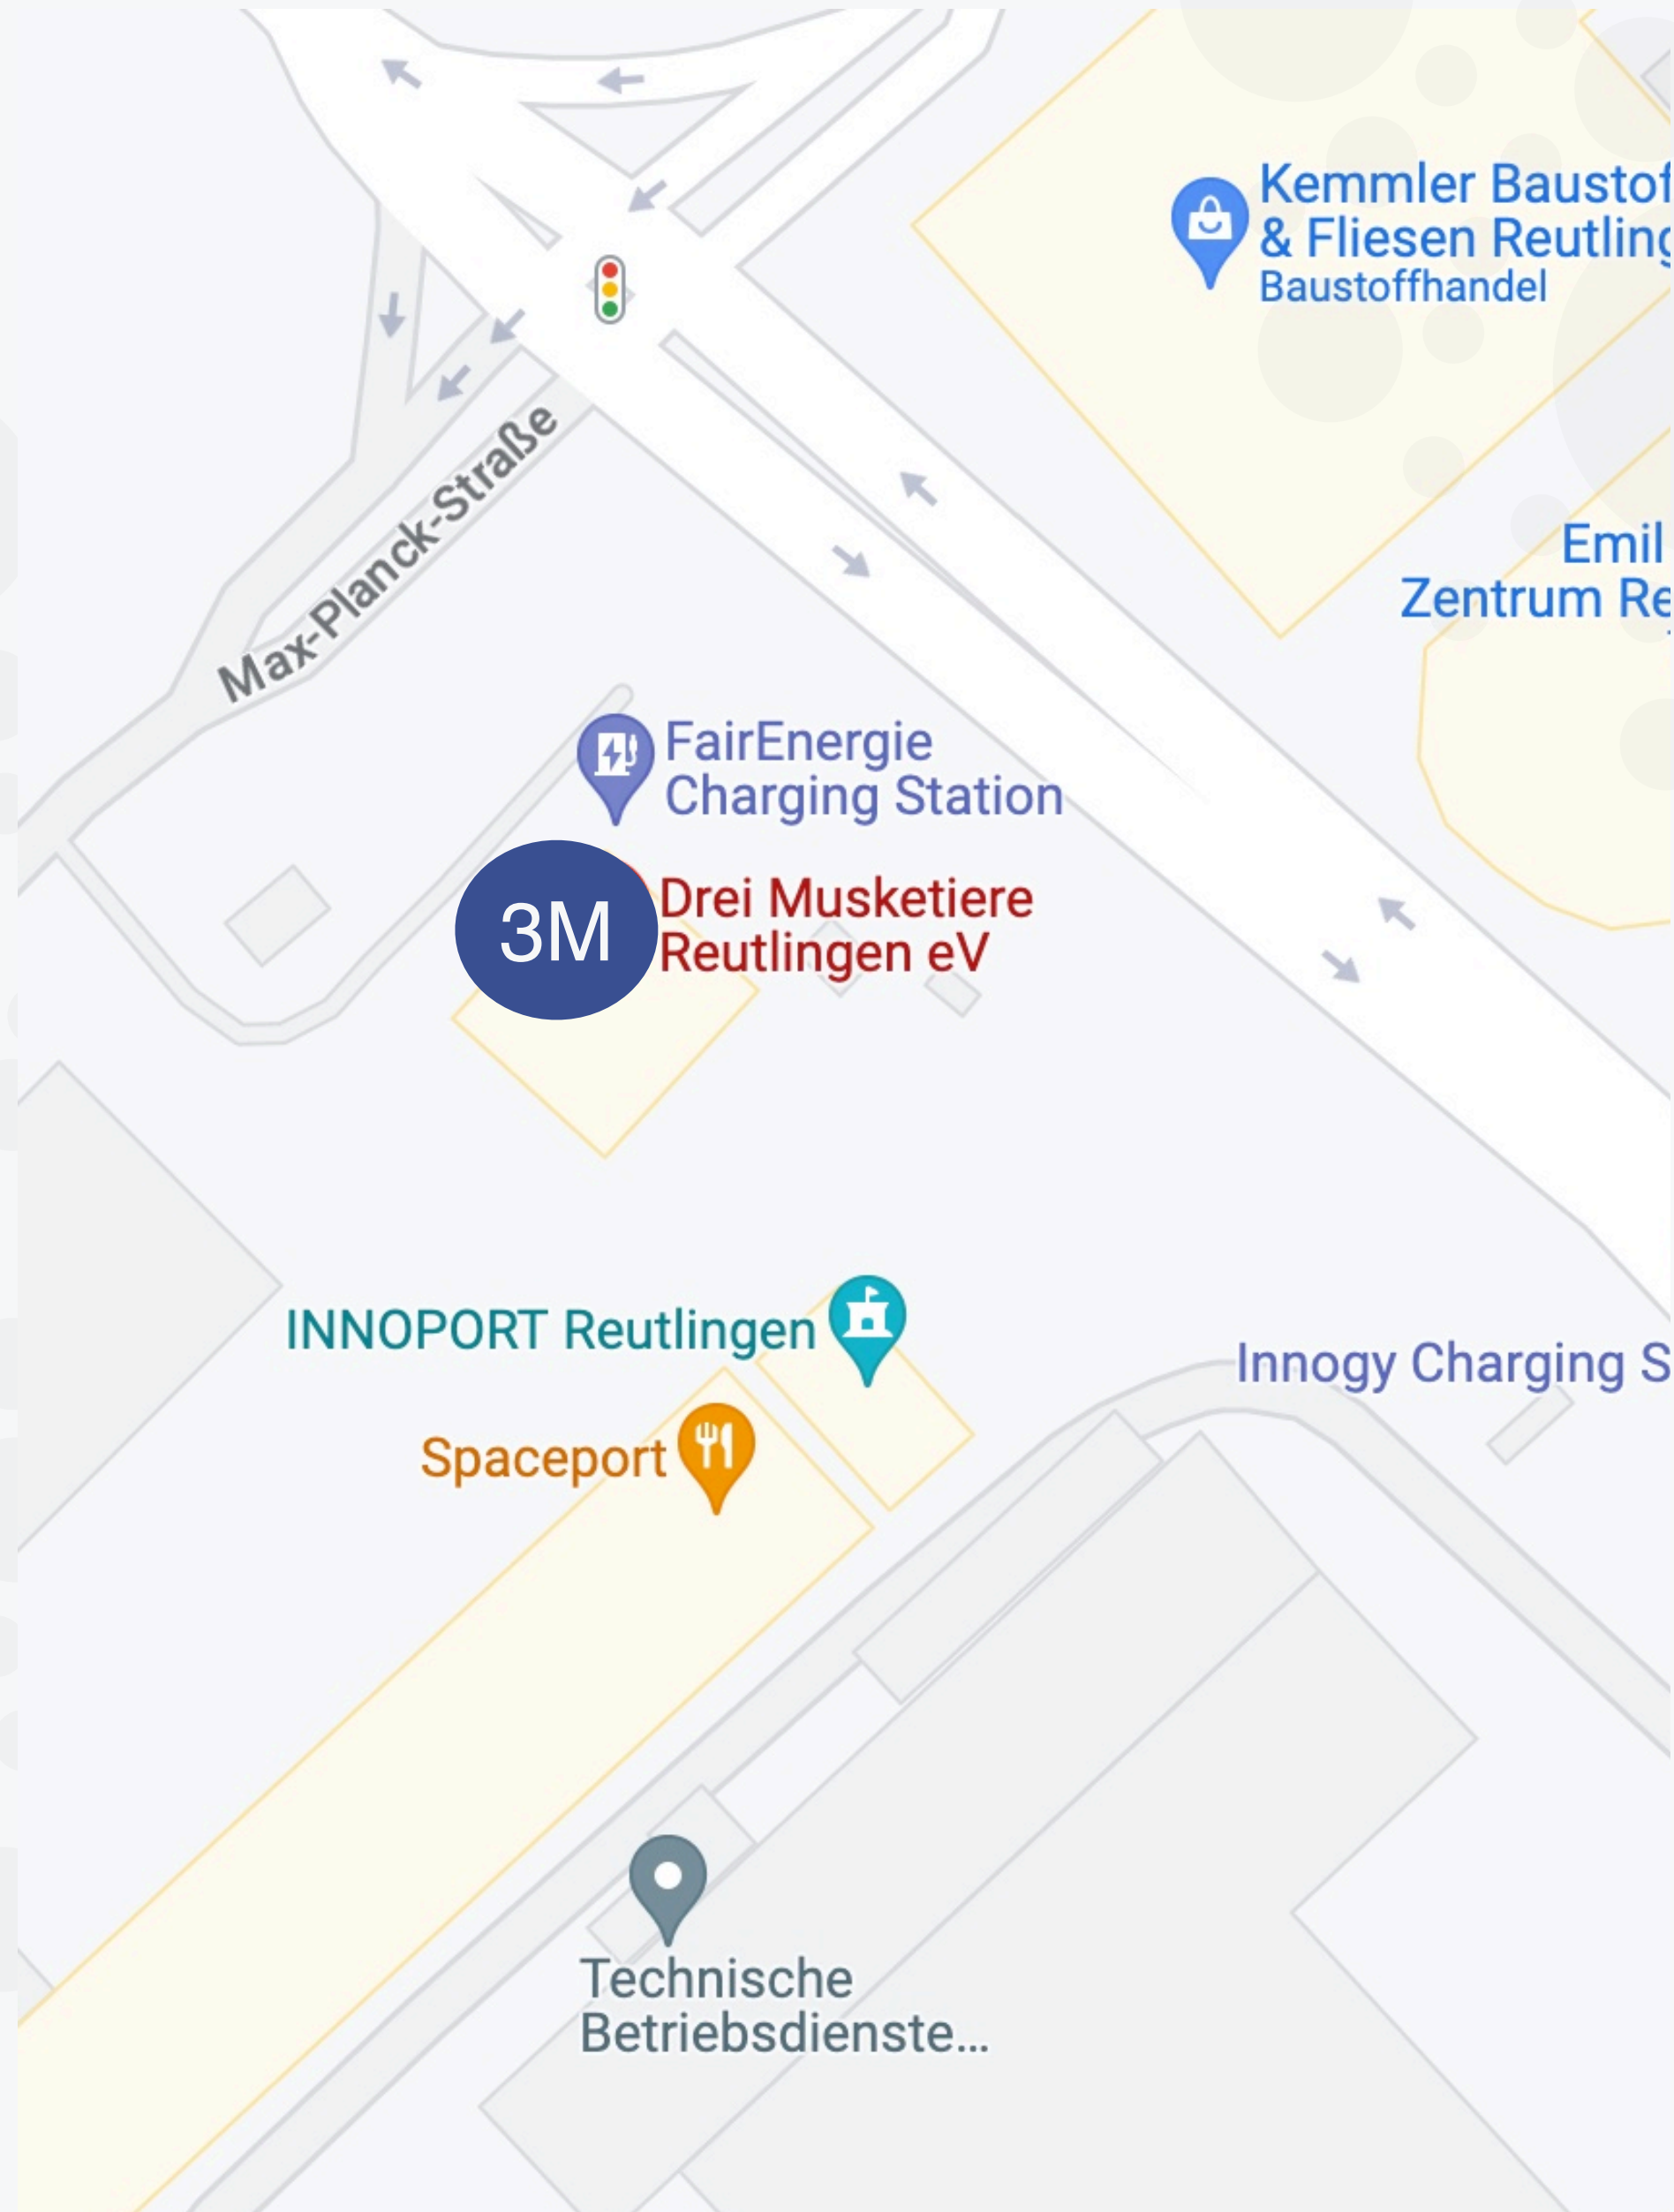 Kemmler Baustof
& Fliesen Reutling
Baustoffhandel
Max-Planck-Straße
Emil
Zentrum Re
FairEnergie
Charging Station
3M
Drei Musketiere
Reutlingen eV
INNOPORT Reutlingen
Innogy Charging S
Spaceport
Technische
Betriebsdienste...